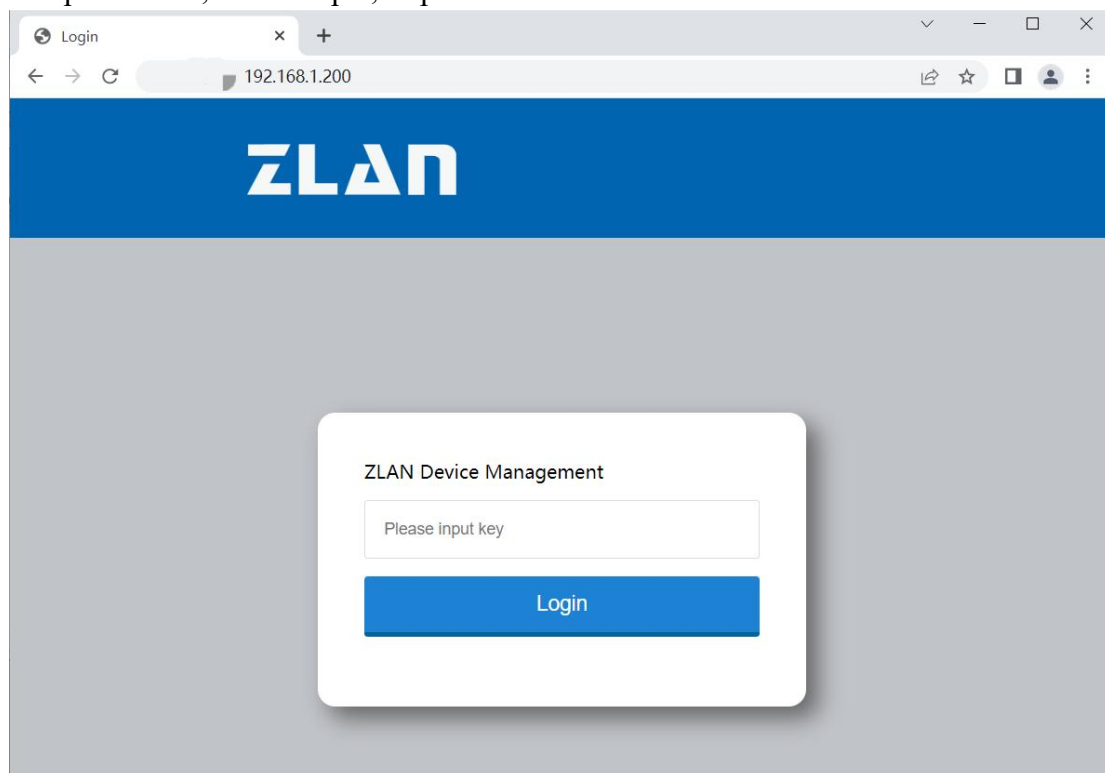 Login
192.168.1.200
ZLAN
ZLAN Device Management
Please input key
Login